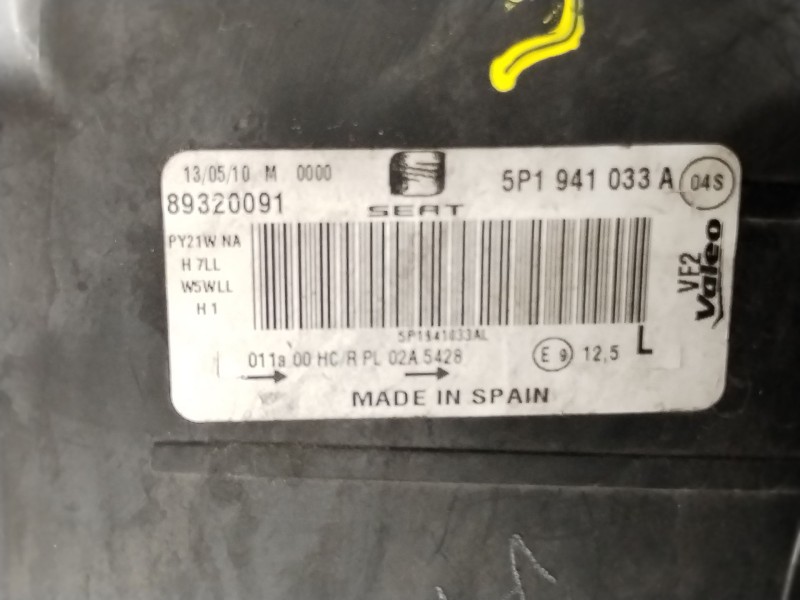 13/05/10 M 0000
89320091
SEAT
5P1 941 033 A 04S
PY21W NA
H 7LL
W5WLL
H 1
VF2
Valeo
5P1941033AL
L
011a 00 HC/R PL 02A 5428
E 9 12,5
MADE IN SPAIN